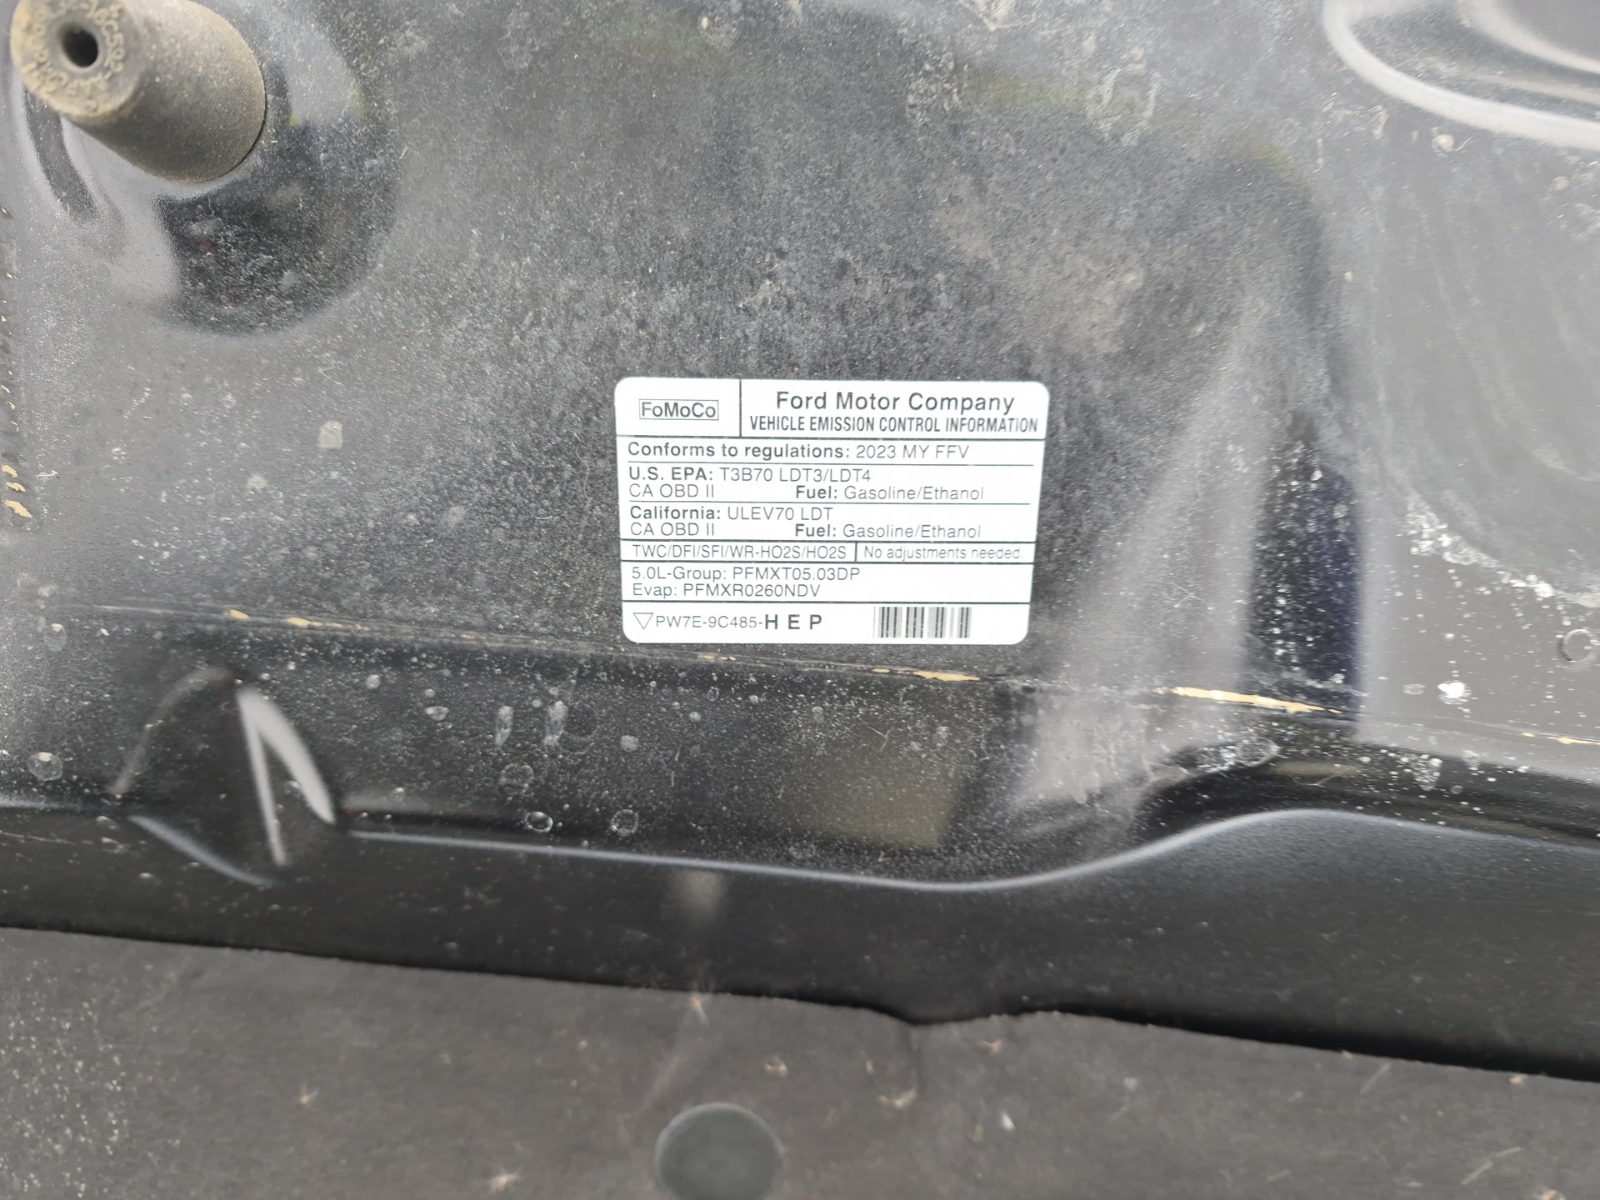 FoMoCo
Ford Motor Company
VEHICLE EMISSION CONTROL INFORMATION
Conforms to regulations: 2023 MY FFV
U.S. EPA: T3B70 LDT3/LDT4
CA OBD II Fuel: Gasoline/Ethanol
California: ULEV70 LDT
CA OBD II Fuel: Gasoline/Ethanol
TWC/DFI/SFI/WR-HO2S/HO2S No adjustments needed.
5.0L-Group: PFMXT05.03DP
Evap: PFMXR0260NDV
PW7E-9C485-HEP